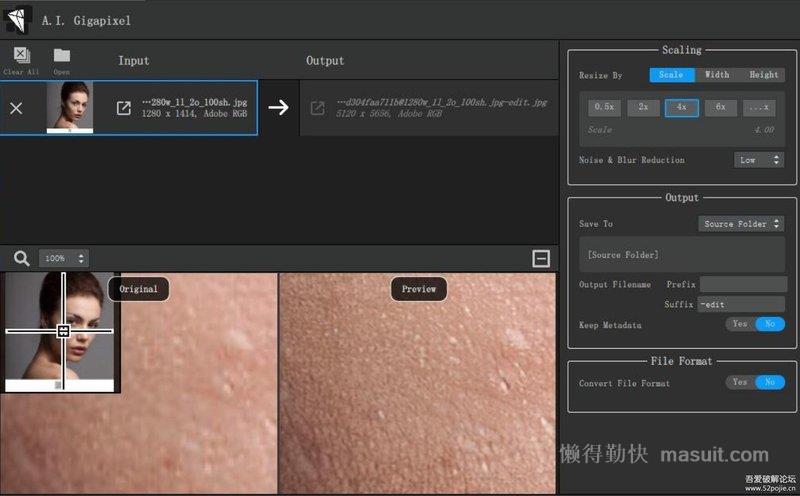 A.I. Gigapixel
Clear All
Open
Input
Output
…280w_1l_2o_100sh.jpg
1280 x 1414, Adobe RGB
…d304faa711b@1280w_1l_2o_100sh.jpg-edit.jpg
5120 x 5656, Adobe RGB
100%
Original
Preview
Scaling
Resize By
Scale
Width
Height
0.5x
2x
4x
6x
...x
Scale
4.00
Noise & Blur Reduction
Low
Output
Save To
Source Folder
[Source Folder]
Output Filename
Prefix
Suffix
-edit
Keep Metadata
Yes
No
File Format
Convert File Format
Yes
No
懒得勤快 masuit.com
吾爱破解论坛
www.52pojie.cn